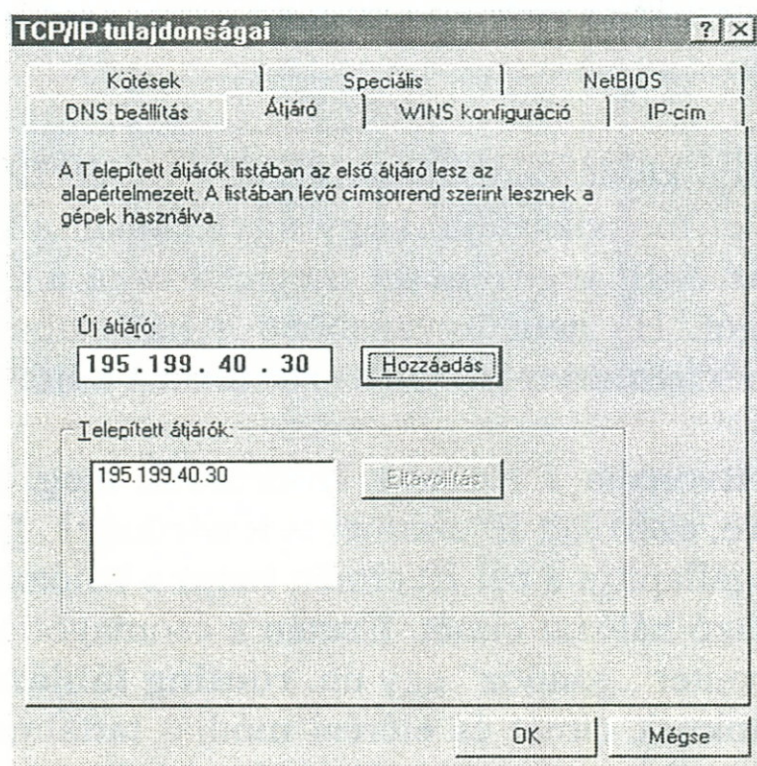 TCP/IP tulajdonságai
Kötések Speciális NetBIOS
DNS beállítás Átjáró WINS konfiguráció IP-cím
A Telepített átjárók listában az első átjáró lesz az
alapértelmezett. A listában lévő címsorrend szerint lesznek a
gépek használva.
Új átjáró:
195.199. 40 . 30 Hozzáadás
Telepített átjárók:
195.199.40.30 Eltávolítás
OK Mégse